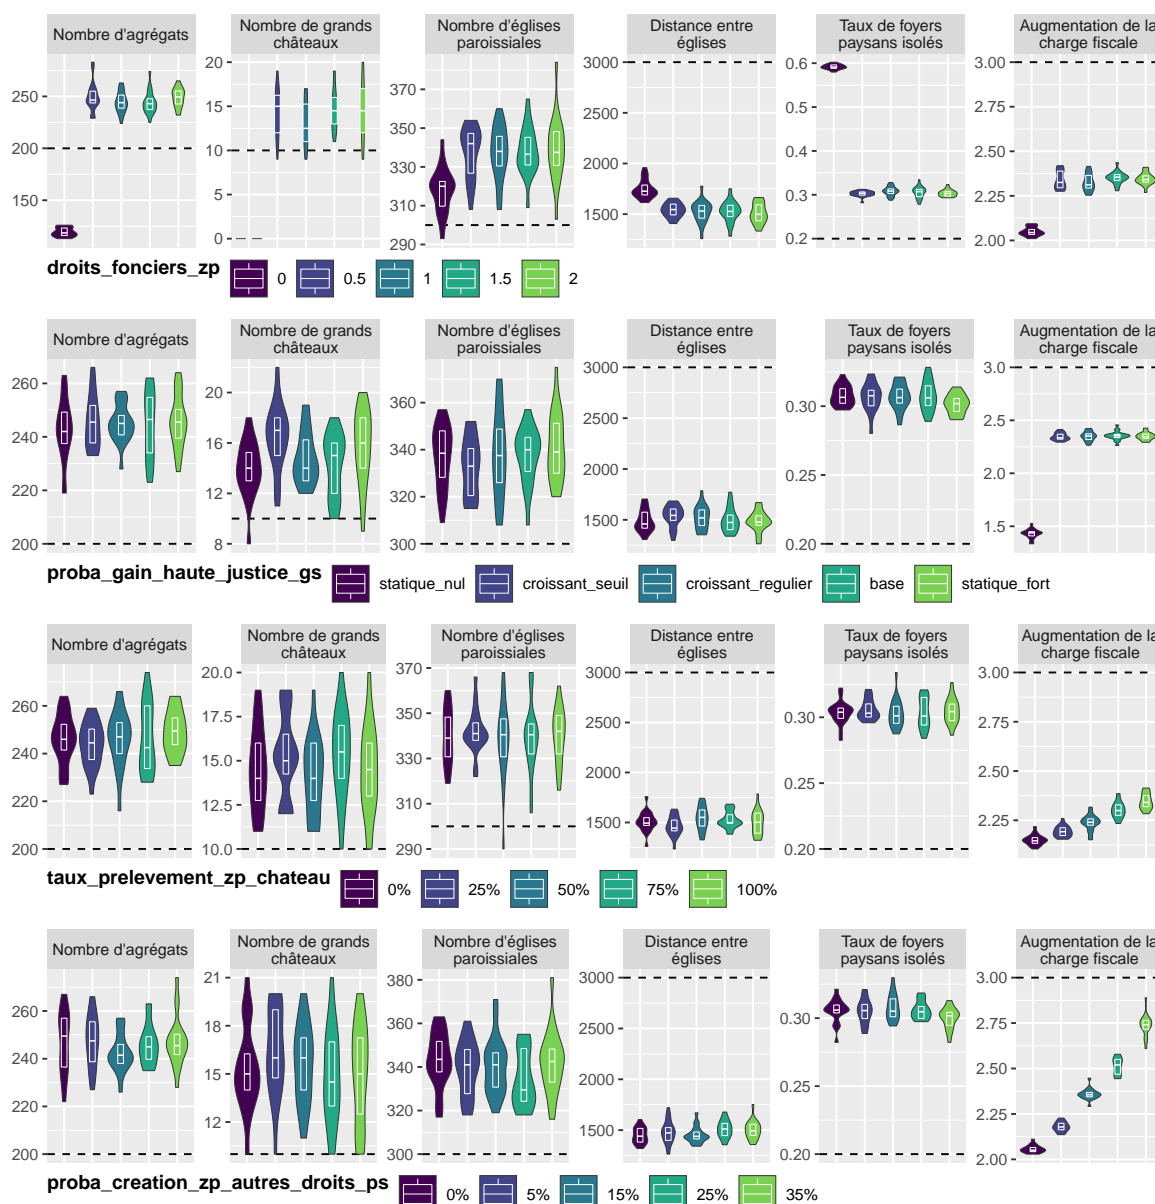 Nombre d'agrégats
Nombre de grands
châteaux
Nombre d'églises
paroissiales
Distance entre
églises
Taux de foyers
paysans isolés
Augmentation de la
charge fiscale
250
200
150
20
15
10
5
0
370
350
330
310
290
3000
2500
2000
1500
0.6
0.5
0.4
0.3
0.2
3.00
2.75
2.50
2.25
2.00
droits_fonciers_zp 0 0.5 1 1.5 2
Nombre d'agrégats
Nombre de grands
châteaux
Nombre d'églises
paroissiales
Distance entre
églises
Taux de foyers
paysans isolés
Augmentation de la
charge fiscale
260
240
220
200
20
16
12
8
360
340
320
300
3000
2500
2000
1500
0.30
0.25
0.20
3.0
2.5
2.0
1.5
proba_gain_haute_justice_gs statique_nul croissant_seuil croissant_regulier base statique_fort
Nombre d'agrégats
Nombre de grands
châteaux
Nombre d'églises
paroissiales
Distance entre
églises
Taux de foyers
paysans isolés
Augmentation de la
charge fiscale
260
240
220
200
20.0
17.5
15.0
12.5
10.0
370
350
330
310
290
3000
2500
2000
1500
0.30
0.25
0.20
3.00
2.75
2.50
2.25
taux_prelevement_zp_chateau 0% 25% 50% 75% 100%
Nombre d'agrégats
Nombre de grands
châteaux
Nombre d'églises
paroissiales
Distance entre
églises
Taux de foyers
paysans isolés
Augmentation de la
charge fiscale
260
240
220
200
21
18
15
12
380
360
340
320
300
3000
2500
2000
1500
0.30
0.25
0.20
3.00
2.75
2.50
2.25
2.00
proba_creation_zp_autres_droits_ps 0% 5% 15% 25% 35%